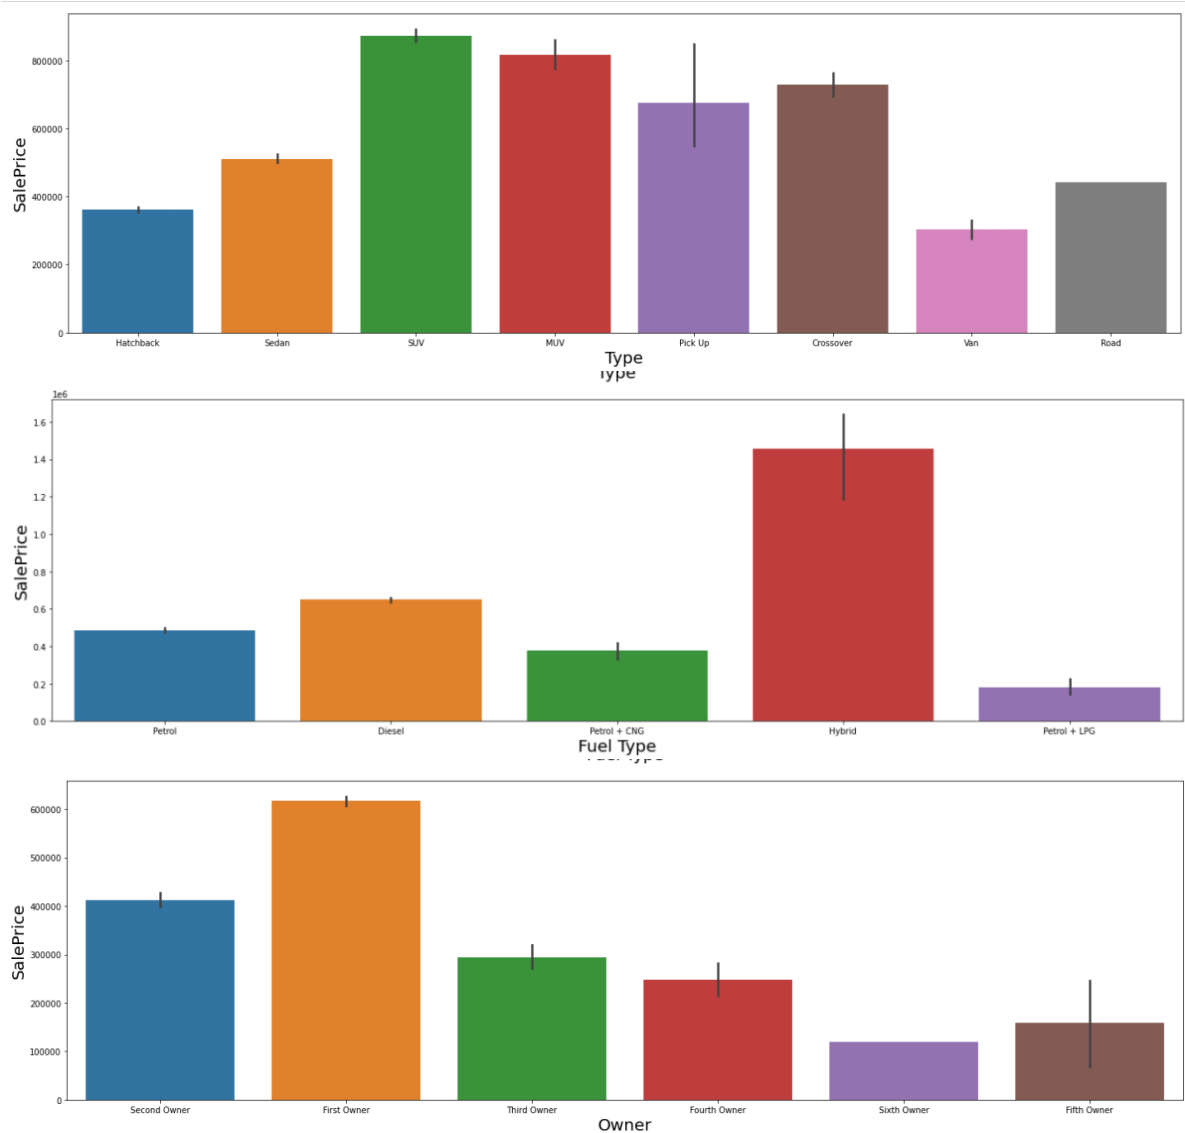 800000
600000
400000
200000
0
SalePrice
Hatchback Sedan SUV MUV Pick Up Crossover Van Road
Type
Type
1e6
1.6
1.4
1.2
1.0
0.8
0.6
0.4
0.2
0.0
SalePrice
Petrol Diesel Petrol + CNG Hybrid Petrol + LPG
Fuel Type
Fuel Type
600000
500000
400000
300000
200000
100000
0
SalePrice
Second Owner First Owner Third Owner Fourth Owner Sixth Owner Fifth Owner
Owner